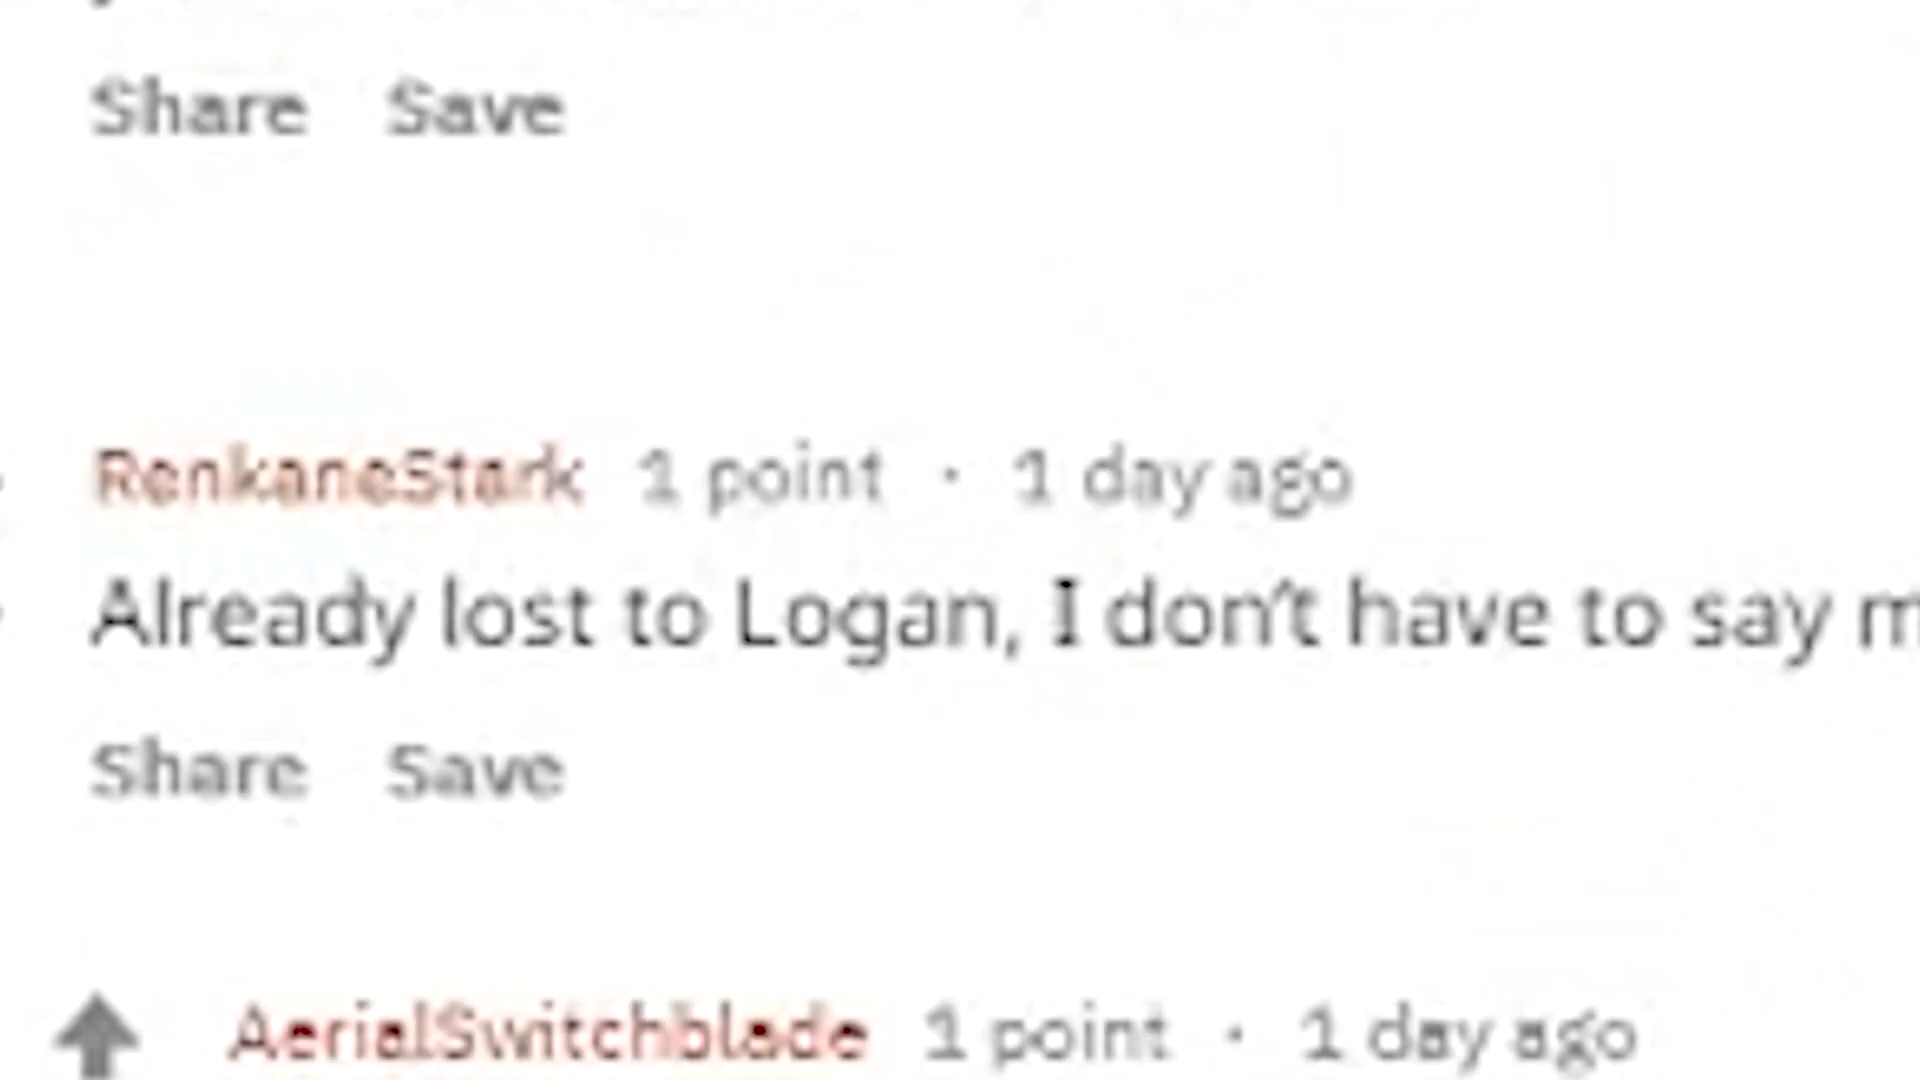 Share Save
RenkaneStark 1 point · 1 day ago
Already lost to Logan, I don't have to say
Share Save
AerialSwitchblade 1 point · 1 day ago